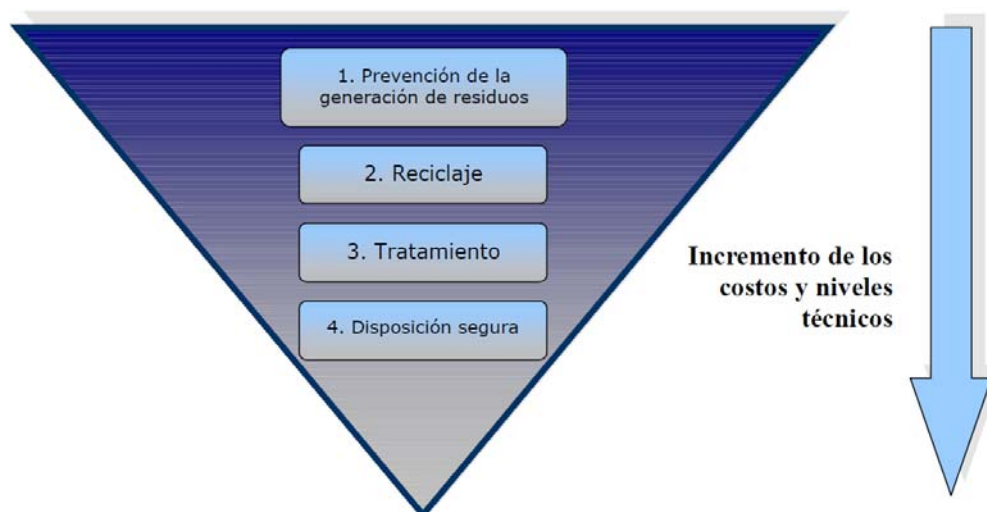 1. Prevención de la
generación de residuos
2. Reciclaje
3. Tratamiento
4. Disposición segura
Incremento de los
costos y niveles
técnicos